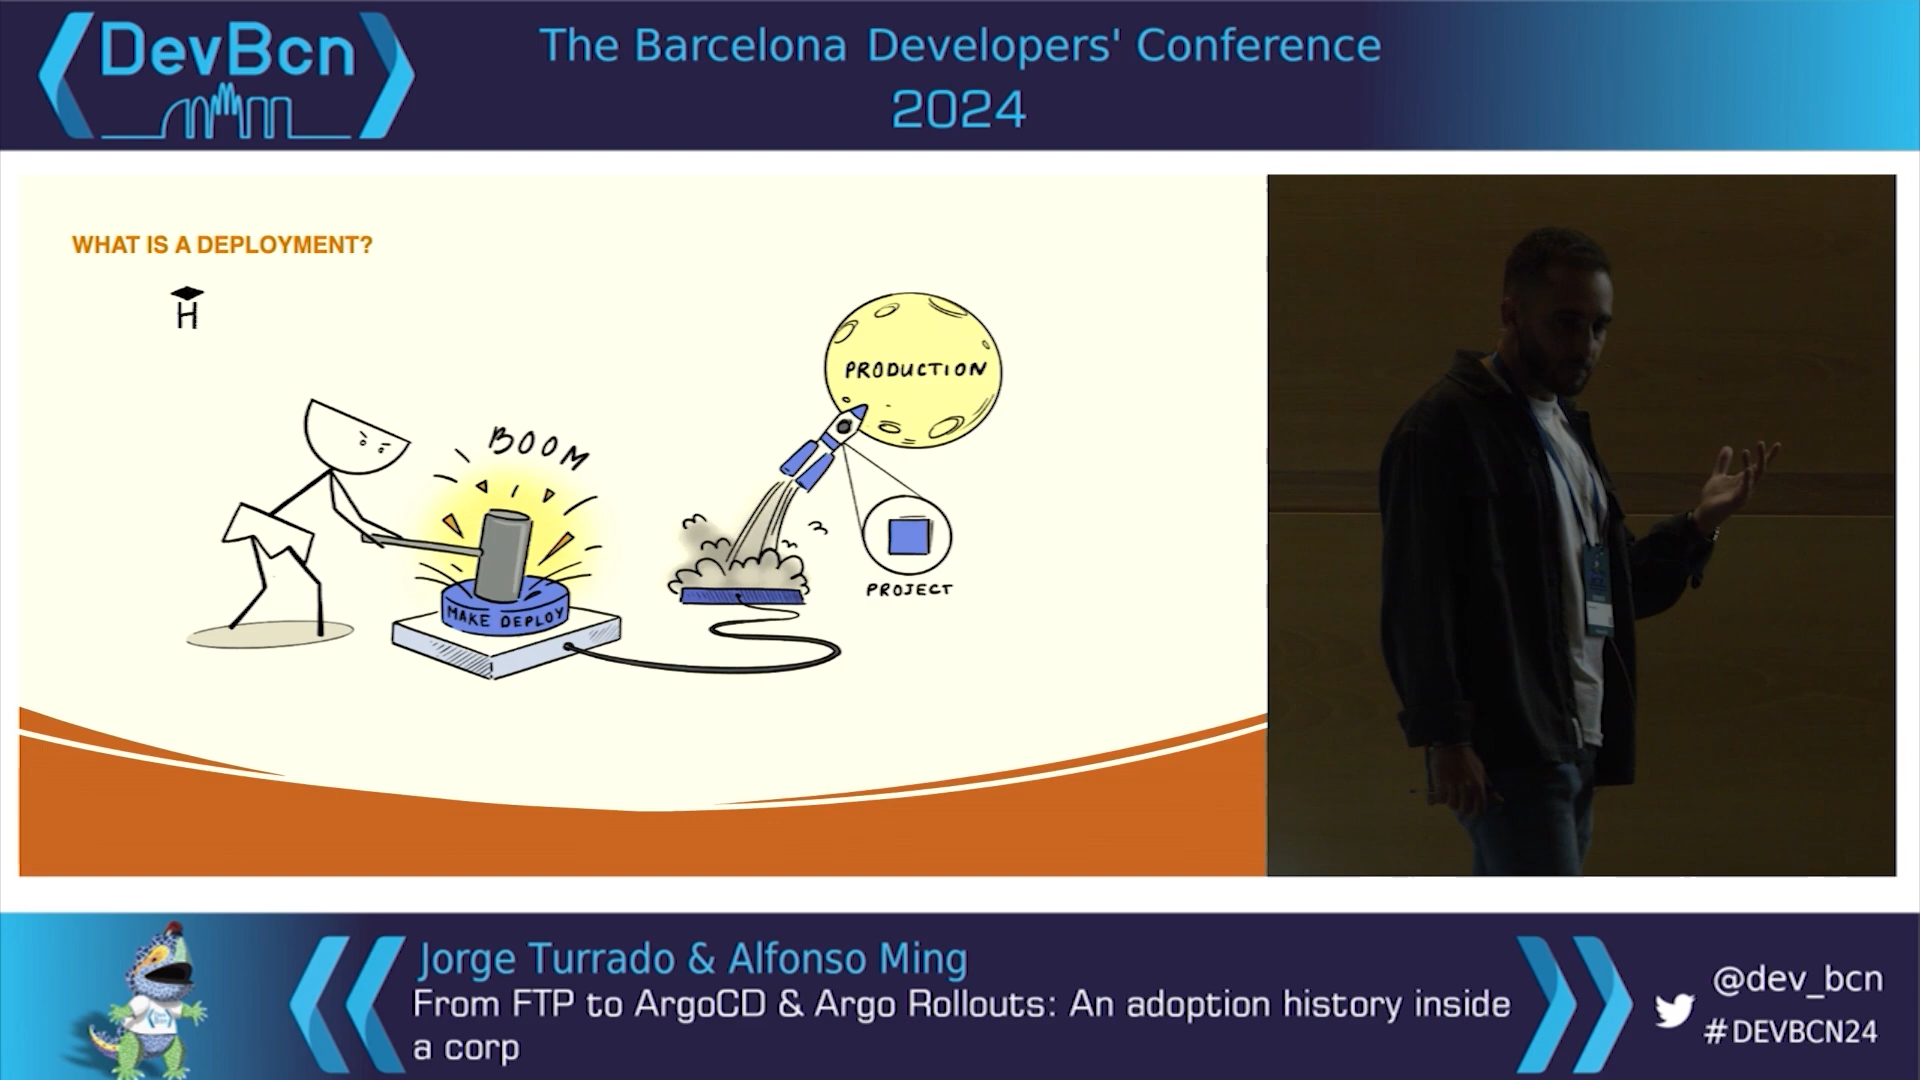 DevBcn
The Barcelona Developers' Conference
2024
WHAT IS A DEPLOYMENT?
H
BOOM
MAKE DEPLOY
PRODUCTION
PROJECT
Jorge Turrado & Alfonso Ming
From FTP to ArgoCD & Argo Rollouts: An adoption history inside
a corp
@dev_bcn
#DEVBCN24